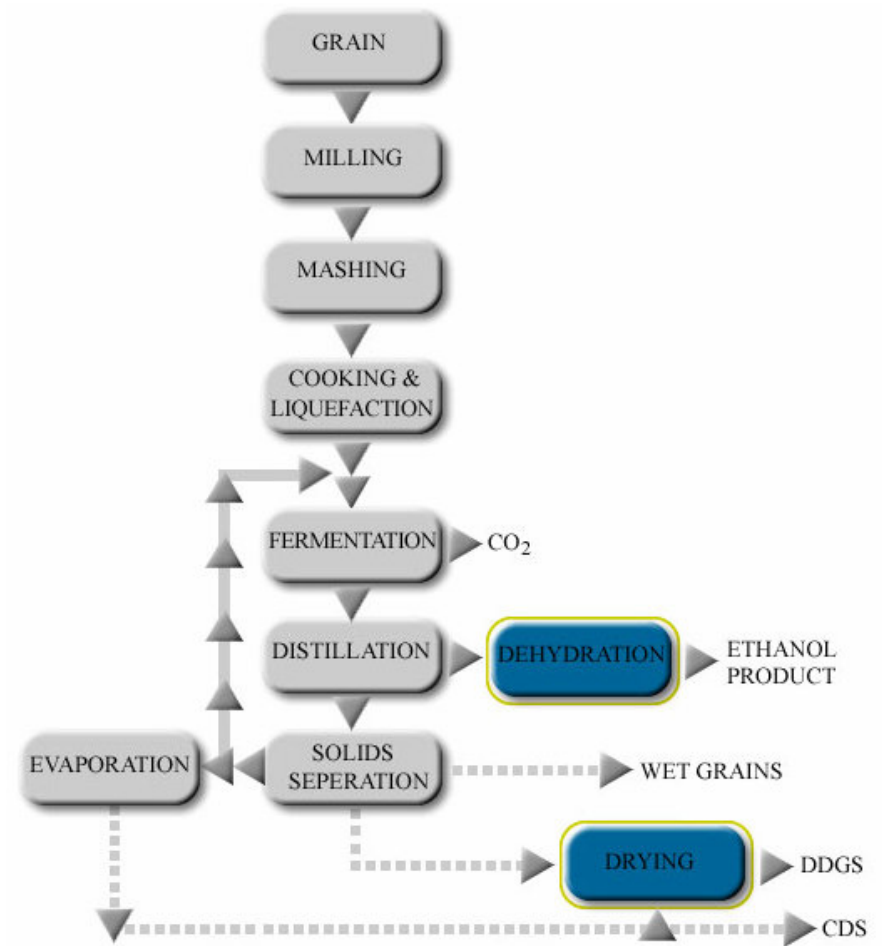 GRAIN
MILLING
MASHING
COOKING &
LIQUEFACTION
FERMENTATION
CO2
DISTILLATION
DEHYDRATION
ETHANOL
PRODUCT
EVAPORATION
SOLIDS
SEPERATION
WET GRAINS
DRYING
DDGS
CDS